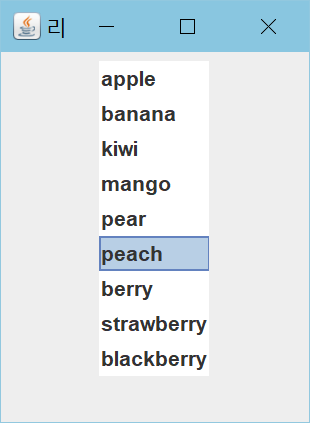 리
apple
banana
kiwi
mango
pear
peach
berry
strawberry
blackberry